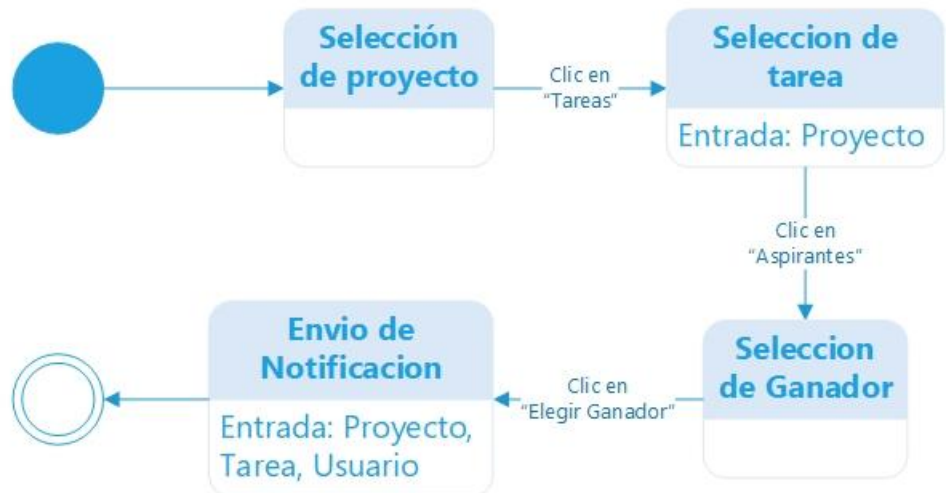 Selección
de proyecto
Clic en
"Tareas"
Seleccion de
tarea
Entrada: Proyecto
Clic en
"Aspirantes"
Seleccion
de Ganador
Clic en
"Elegir Ganador"
Envio de
Notificacion
Entrada: Proyecto,
Tarea, Usuario